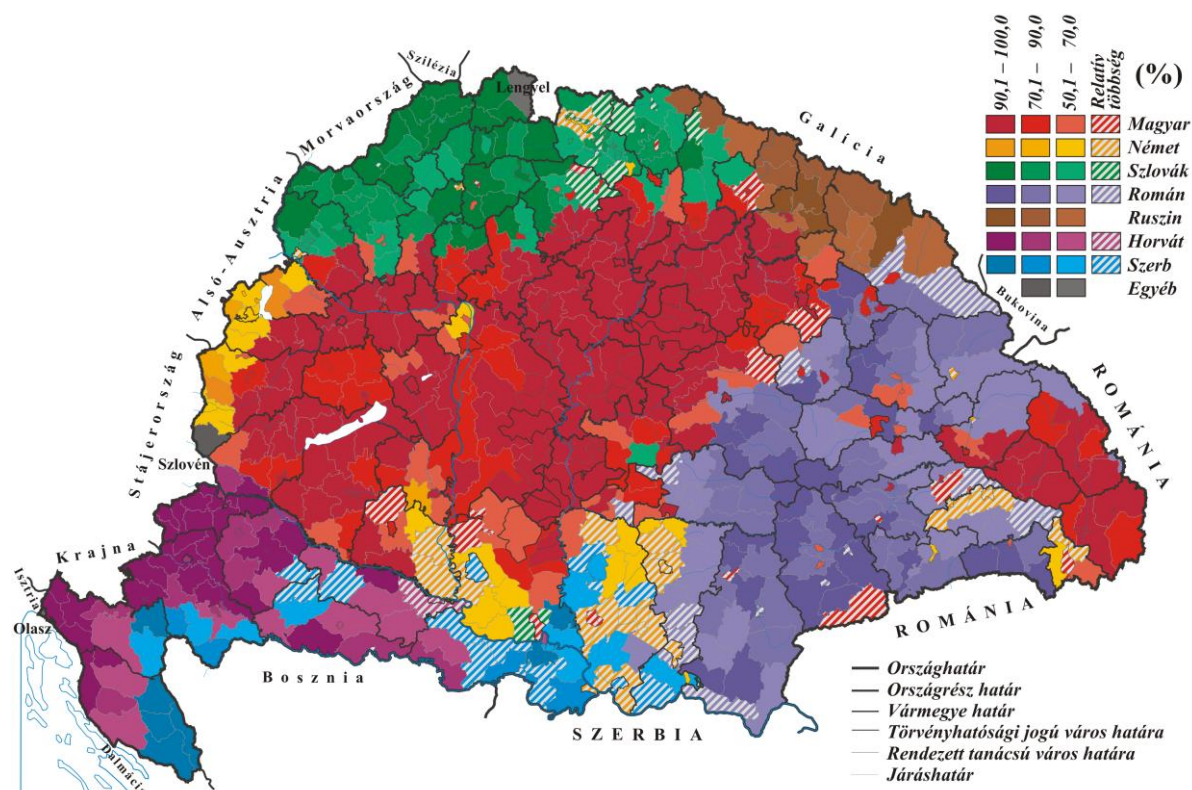 90,1 – 100,0
70,1 – 90,0
50,1 – 70,0
Relatív
többség
(%)
Magyar
Német
Szlovák
Román
Ruszin
Horvát
Szerb
Egyéb
Szilézia
Lengyel
Morvaország
Galícia
Alsó-Ausztria
Bukovina
Stájerország
ROMÁNIA
Szlovén
Krajna
Isztria
Olasz
Bosznia
ROMÁNIA
SZERBIA
Dalmácia
Országhatár
Országrész határ
Vármegye határ
Törvényhatósági jogú város határa
Rendezett tanácsú város határa
Járáshatár